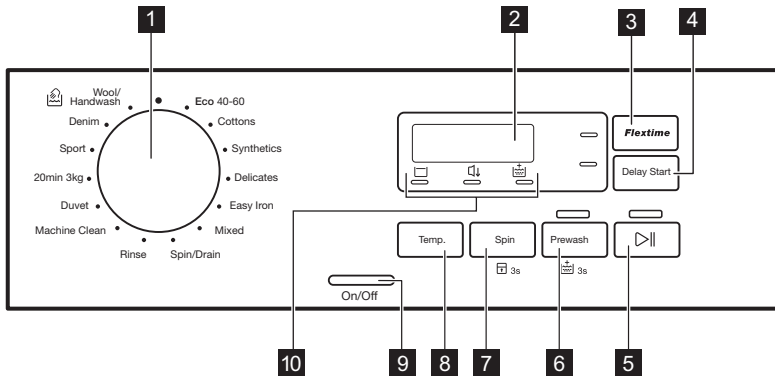 1
2
3
4
Wool/
Handwash
Eco 40-60
Denim
Cottons
Sport
Synthetics
20min 3kg
Delicates
Duvet
Easy Iron
Machine Clean
Mixed
Rinse
Spin/Drain
Flextime
Delay Start
Temp.
Spin
Prewash
3s
3s
On/Off
10
9
8
7
6
5